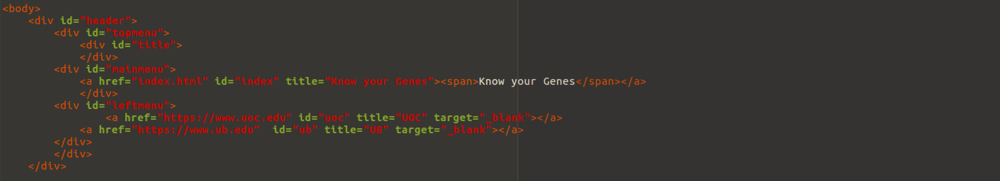 <body>
    <div id="header">
        <div id="topmenu">
            <div id="title">
            </div>
        <div id="mainmenu">
            <a href="index.html" id="index" title="Know your Genes"><span>Know your Genes</span></a>
            </div>
        <div id="leftmenu">
                <a href="https://www.uoc.edu" id="uoc" title="UOC" target="_blank"></a>
            <a href="https://www.ub.edu"  id="ub" title="UB" target="_blank"></a>
        </div>
        </div>
    </div>